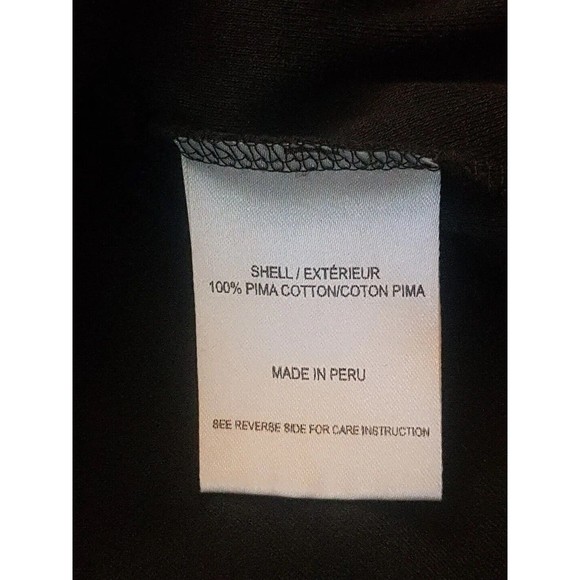 SHELL / EXTÉRIEUR
100% PIMA COTTON/COTON PIMA
MADE IN PERU
SEE REVERSE SIDE FOR CARE INSTRUCTION